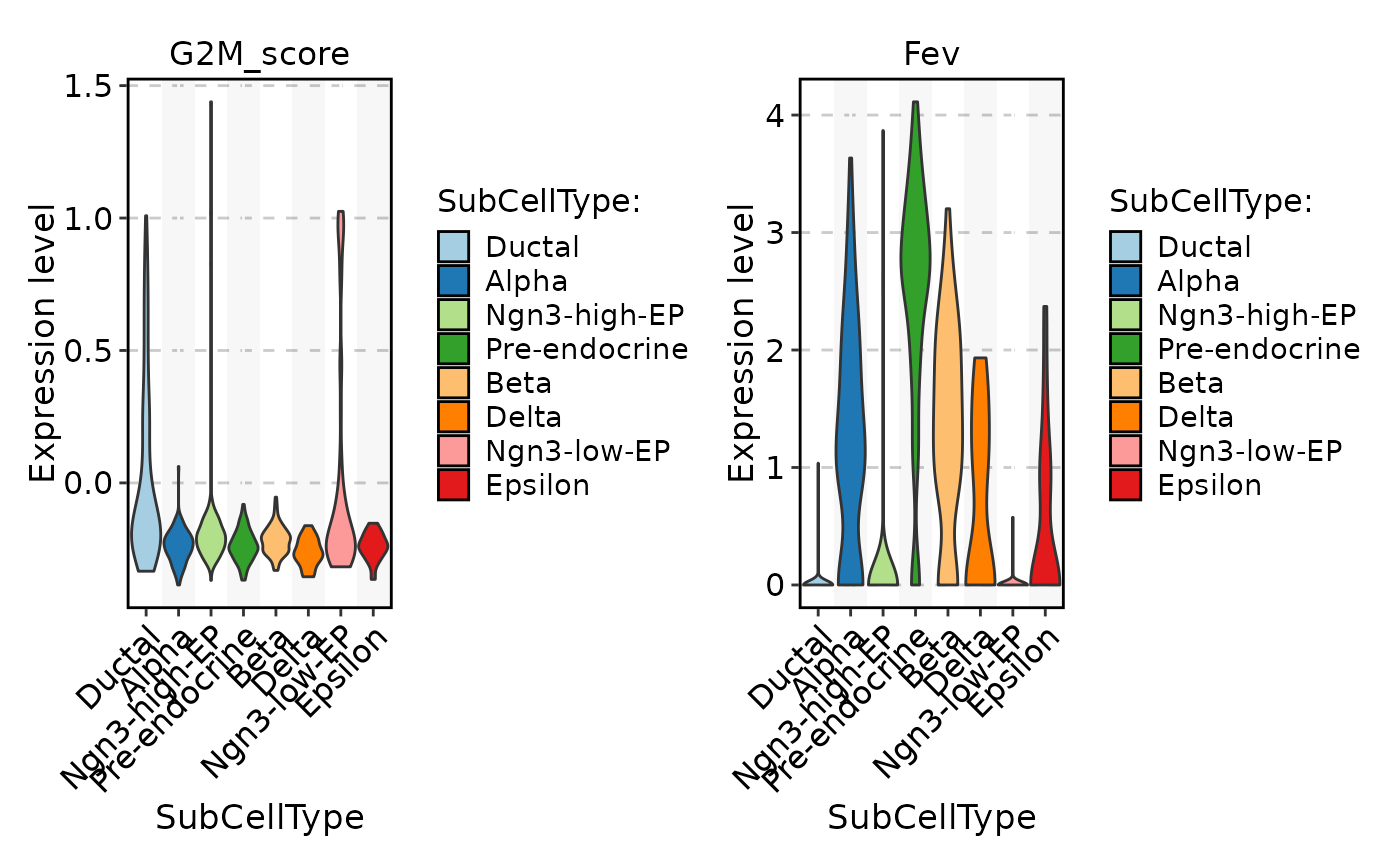 G2M_score
Expression level
1.5
1.0
0.5
0.0
Ductal
Alpha
Ngn3-high-EP
Pre-endocrine
Beta
Delta
Ngn3-low-EP
Epsilon
SubCellType
SubCellType:
Ductal
Alpha
Ngn3-high-EP
Pre-endocrine
Beta
Delta
Ngn3-low-EP
Epsilon
Fev
Expression level
4
3
2
1
0
Ductal
Alpha
Ngn3-high-EP
Pre-endocrine
Beta
Delta
Ngn3-low-EP
Epsilon
SubCellType
SubCellType:
Ductal
Alpha
Ngn3-high-EP
Pre-endocrine
Beta
Delta
Ngn3-low-EP
Epsilon